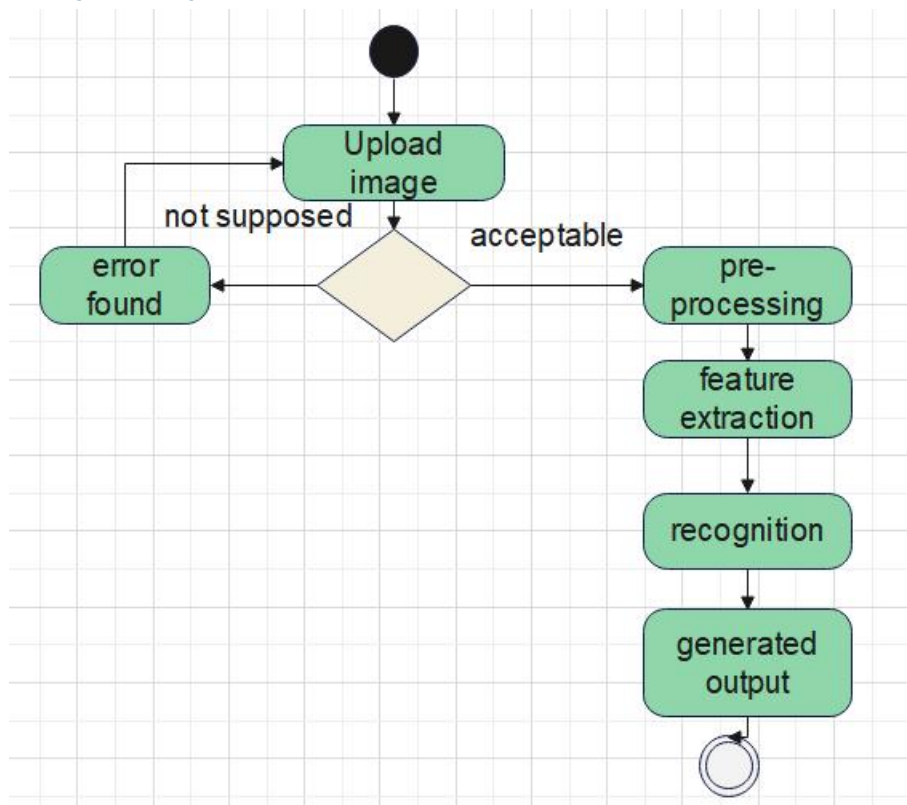 Upload
image
not supposed
acceptable
error
found
pre-
processing
feature
extraction
recognition
generated
output